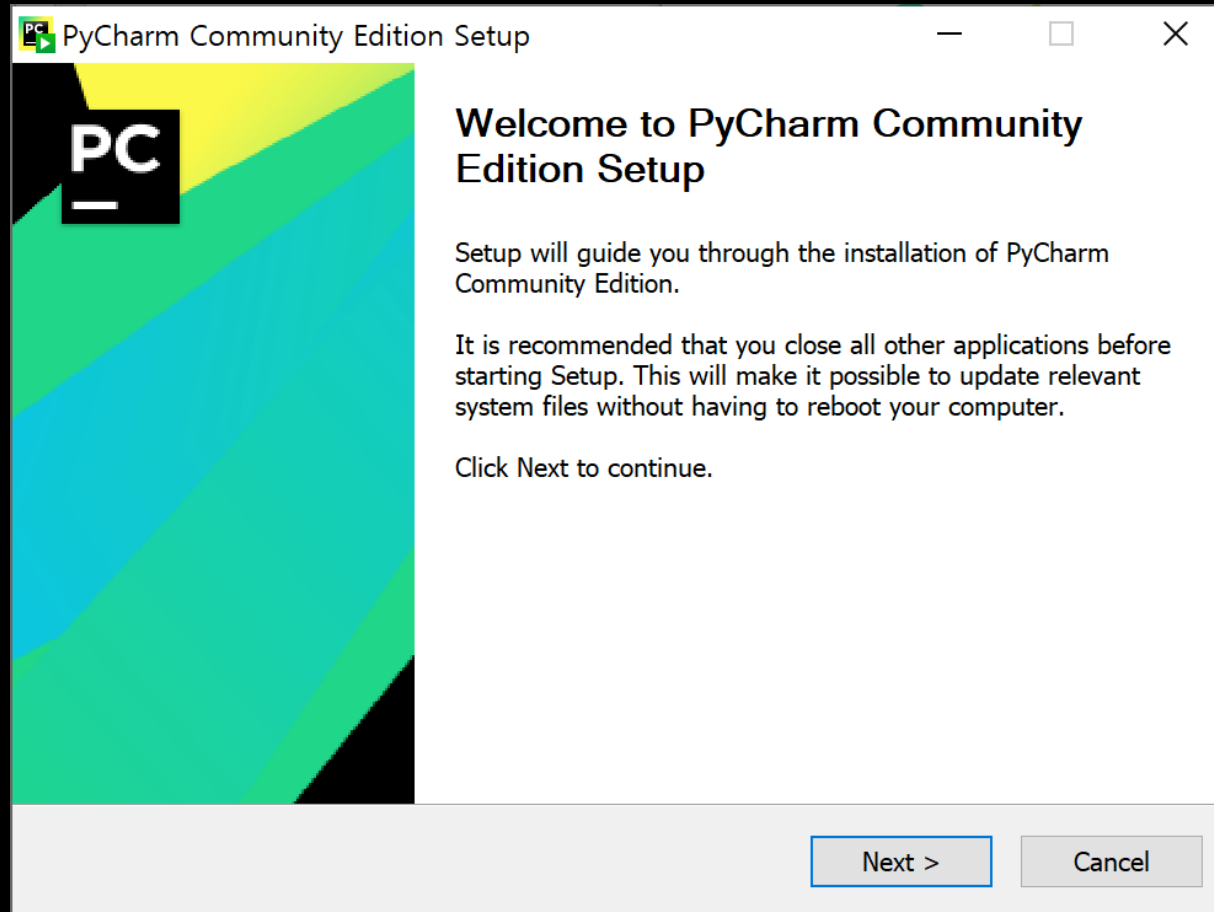 PyCharm Community Edition Setup
PC
Welcome to PyCharm Community
Edition Setup
Setup will guide you through the installation of PyCharm
Community Edition.
It is recommended that you close all other applications before
starting Setup. This will make it possible to update relevant
system files without having to reboot your computer.
Click Next to continue.
Next >
Cancel